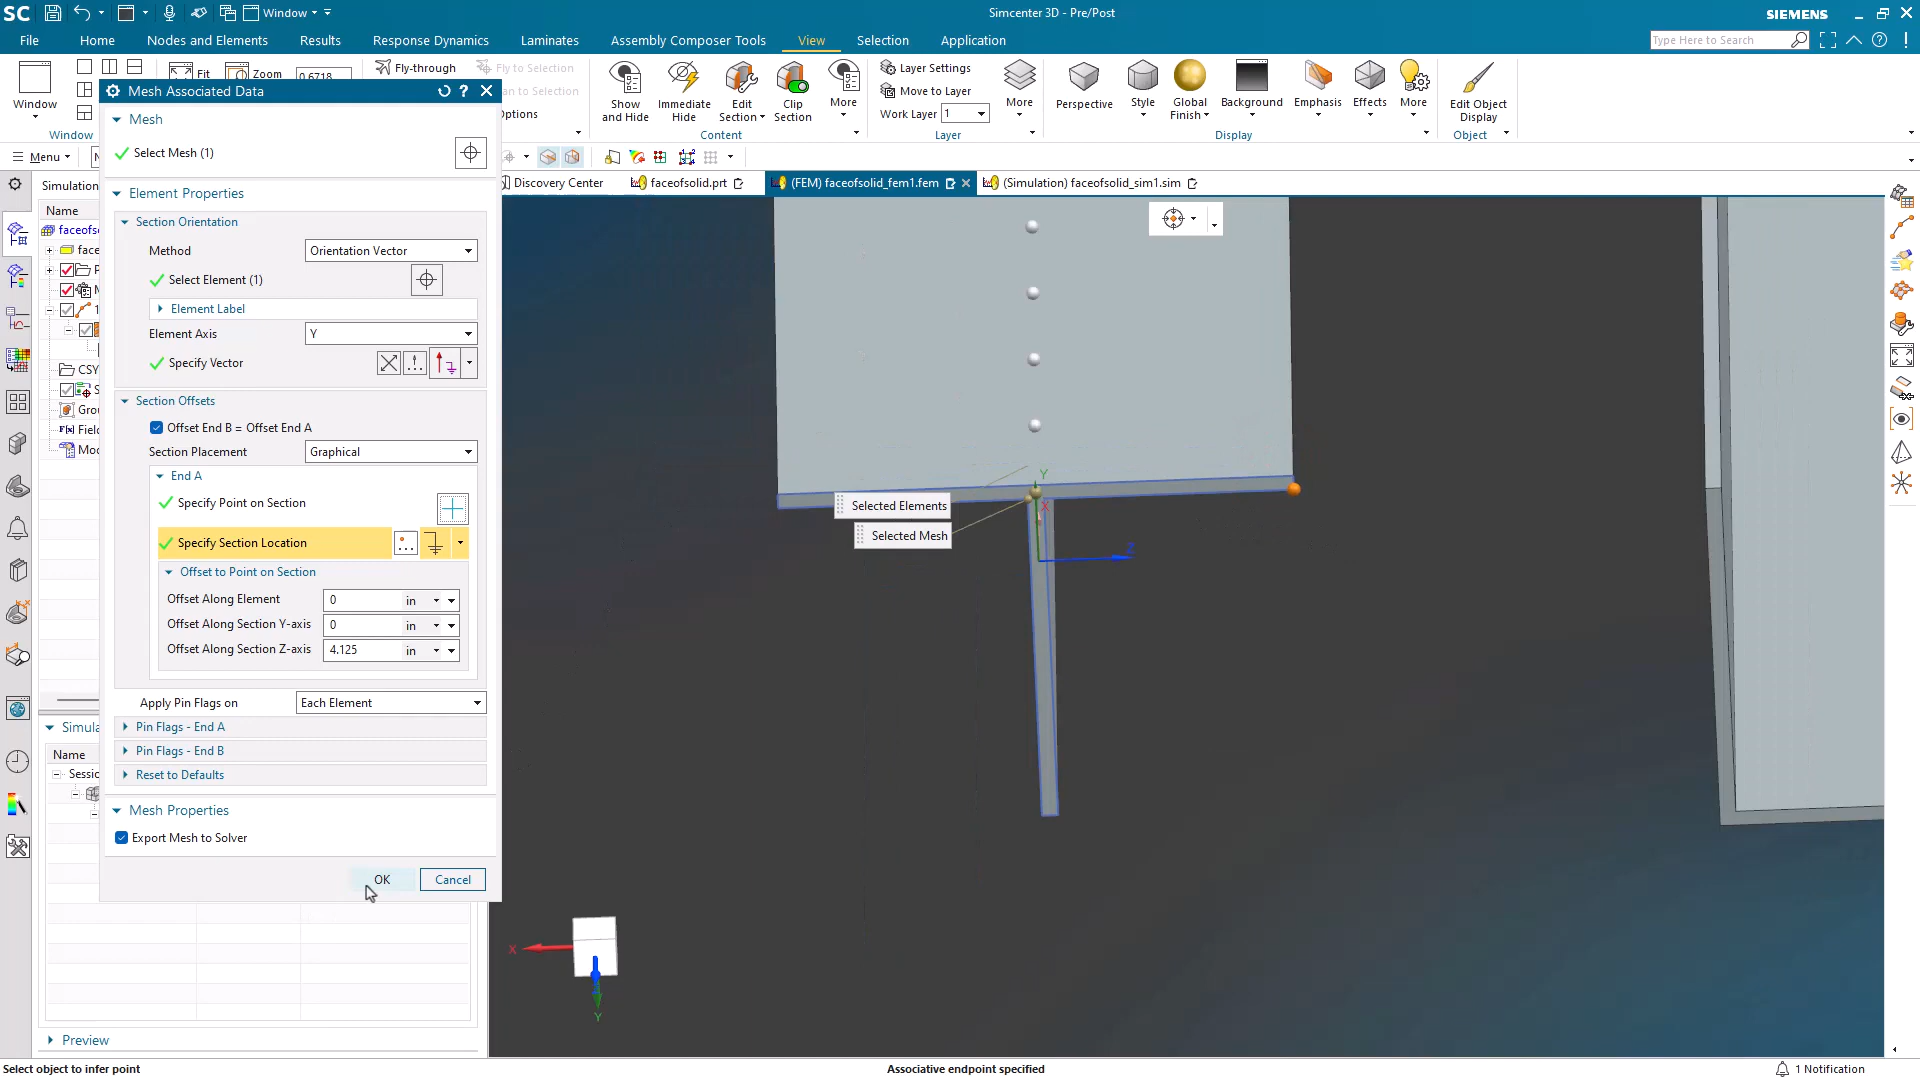 SC
Window
Simcenter 3D - Pre/Post
SIEMENS
File
Home
Nodes and Elements
Results
Response Dynamics
Laminates
Assembly Composer Tools
View
Selection
Application
Type Here to Search
Window
Fit
Zoom
0.6718
Fly-through
Fly to Selection
Show and Hide
Immediate Hide
Edit Section
Clip Section
More
Layer Settings
Move to Layer
Work Layer 1
More
Perspective
Style
Global Finish
Background
Emphasis
Effects
More
Edit Object Display
Window
Content
Layer
Display
Object
Mesh Associated Data
Menu
Discovery Center
faceofsolid.prt
(FEM) faceofsolid_fem1.fem
(Simulation) faceofsolid_sim1.sim
Name
CSY
Name
Preview
Mesh
Select Mesh (1)
Element Properties
Section Orientation
Method
Orientation Vector
Select Element (1)
Element Label
Element Axis
Y
Specify Vector
Section Offsets
Offset End B = Offset End A
Section Placement
Graphical
End A
Specify Point on Section
Specify Section Location
Offset to Point on Section
Offset Along Element
0 in
Offset Along Section Y-axis
0 in
Offset Along Section Z-axis
4.125 in
Apply Pin Flags on
Each Element
Pin Flags - End A
Pin Flags - End B
Reset to Defaults
Mesh Properties
Export Mesh to Solver
OK
Cancel
Y
X
Z
Selected Elements
Selected Mesh
X
Y
Select object to infer point
Associative endpoint specified
1 Notification